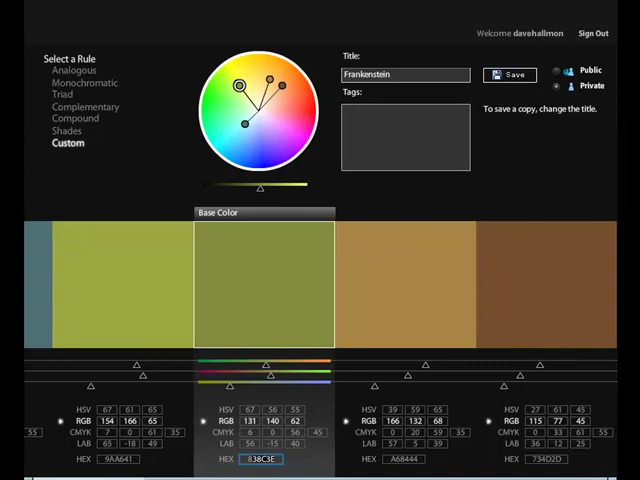 Welcome davehallmon Sign Out
Select a Rule
Analogous
Monochromatic
Triad
Complementary
Compound
Shades
Custom
Title:
Frankenstein
Save
Public
Private
Tags:
To save a copy, change the title.
Base Color
55
HSV 67 61 65
RGB 154 166 65
CMYK 7 0 61 35
LAB 65 -18 49
HEX 9AA641
HSV 67 56 55
RGB 131 140 62
CMYK 6 0 56 45
LAB 56 -15 40
HEX 838C3E
HSV 39 59 65
RGB 166 132 68
CMYK 0 20 59 35
LAB 57 5 39
HEX A68444
HSV 27 61 45
RGB 115 77 45
CMYK 0 33 61 55
LAB 36 12 25
HEX 734D2D